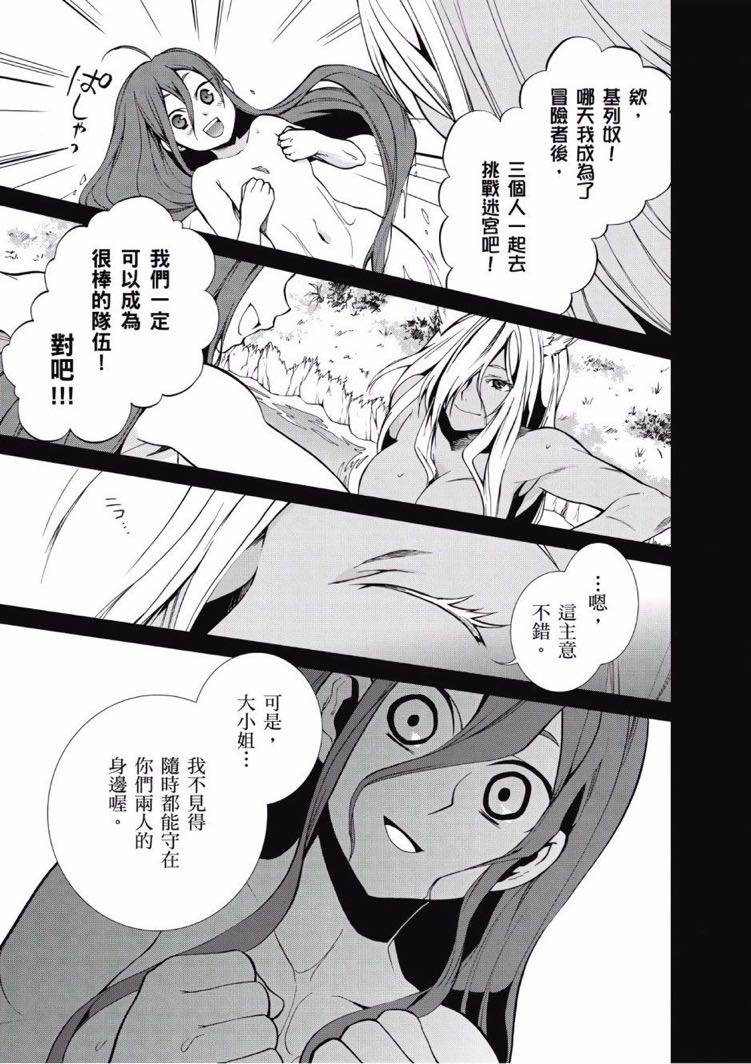 欸，
基列奴！
哪天我成為了
冒險者後，
三個人一起去
挑戰迷宮吧！
ぱしゃっ
我們一定
可以成為
很棒的隊伍！
對吧!!!
…嗯，
這主意
不錯。
可是，
大小姐…
我不見得
隨時都能守在
你們兩人的
身邊喔。